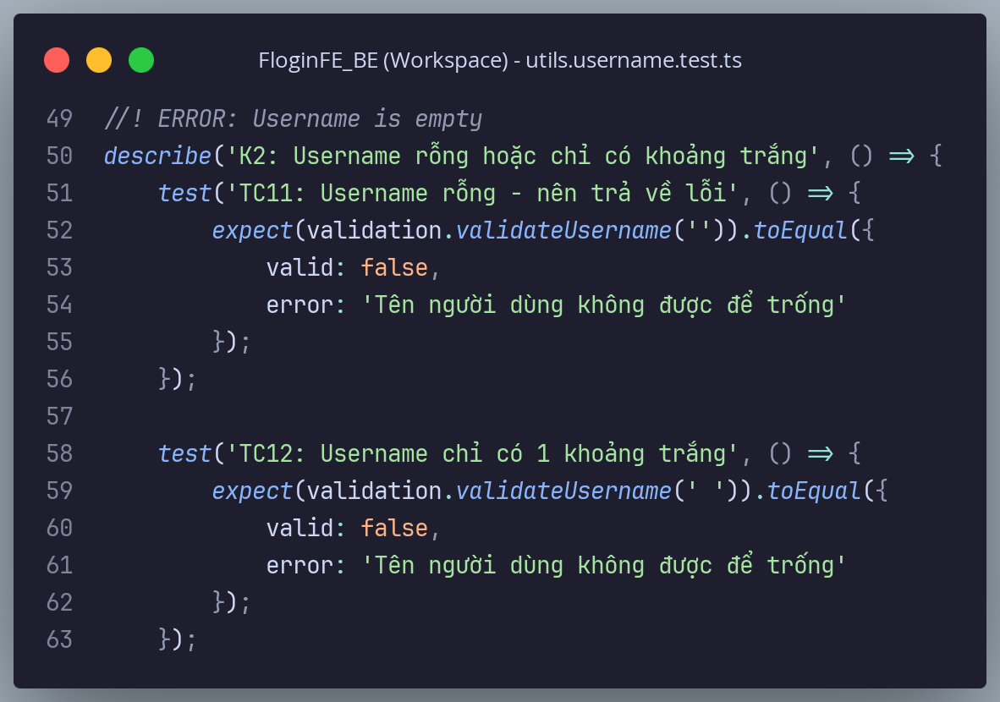 FloginFE_BE (Workspace) - utils.username.test.ts
49 //! ERROR: Username is empty
50 describe('K2: Username rỗng hoặc chỉ có khoảng trắng', () => {
51     test('TC11: Username rỗng - nên trả về lỗi', () => {
52         expect(validation.validateUsername('')).toEqual({
53             valid: false,
54             error: 'Tên người dùng không được để trống'
55         });
56     });
57
58     test('TC12: Username chỉ có 1 khoảng trắng', () => {
59         expect(validation.validateUsername(' ')).toEqual({
60             valid: false,
61             error: 'Tên người dùng không được để trống'
62         });
63     });